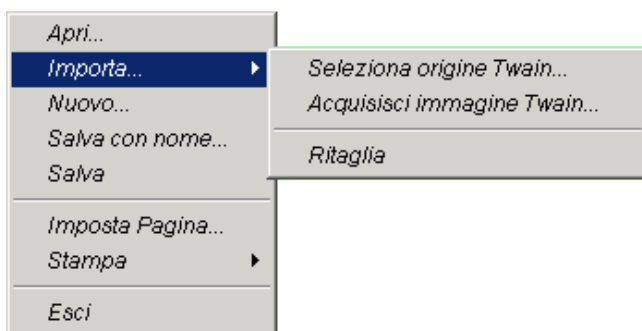 Apri...
Importa...
Nuovo...
Salva con nome...
Salva
Imposta Pagina...
Stampa
Esci
Seleziona origine Twain...
Acquisisci immagine Twain...
Ritaglia